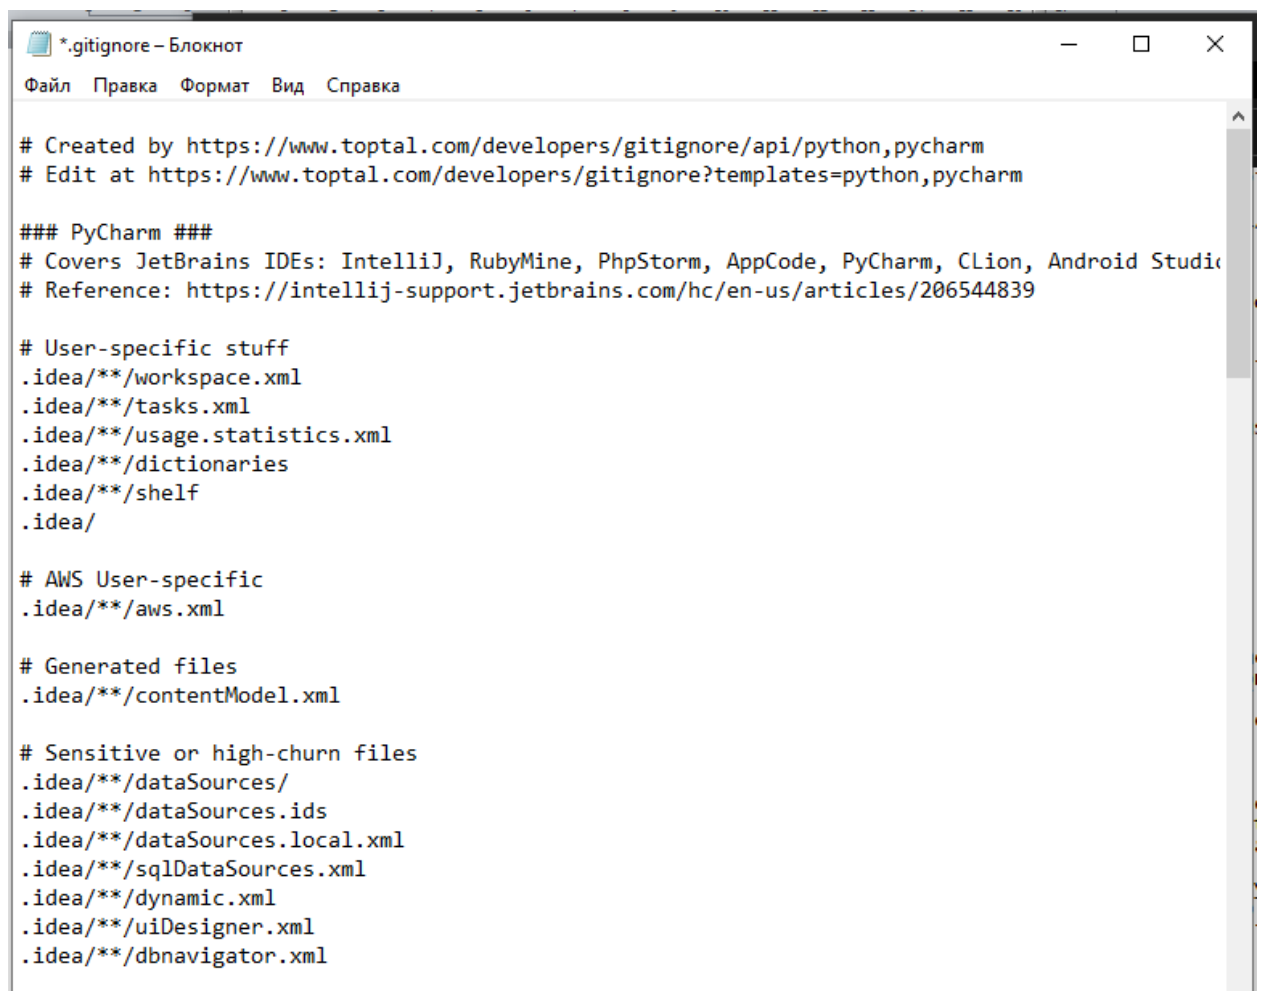 *.gitignore – Блокнот
Файл Правка Формат Вид Справка
# Created by https://www.toptal.com/developers/gitignore/api/python,pycharm
# Edit at https://www.toptal.com/developers/gitignore?templates=python,pycharm
### PyCharm ###
# Covers JetBrains IDEs: IntelliJ, RubyMine, PhpStorm, AppCode, PyCharm, CLion, Android
# Reference: https://intellij-support.jetbrains.com/hc/en-us/articles/206544839
# User-specific stuff
.idea/**/workspace.xml
.idea/**/tasks.xml
.idea/**/usage.statistics.xml
.idea/**/dictionaries
.idea/**/shelf
.idea/
# AWS User-specific
.idea/**/aws.xml
# Generated files
.idea/**/contentModel.xml
# Sensitive or high-churn files
.idea/**/dataSources/
.idea/**/dataSources.ids
.idea/**/dataSources.local.xml
.idea/**/sqlDataSources.xml
.idea/**/dynamic.xml
.idea/**/uiDesigner.xml
.idea/**/dbnavigator.xml